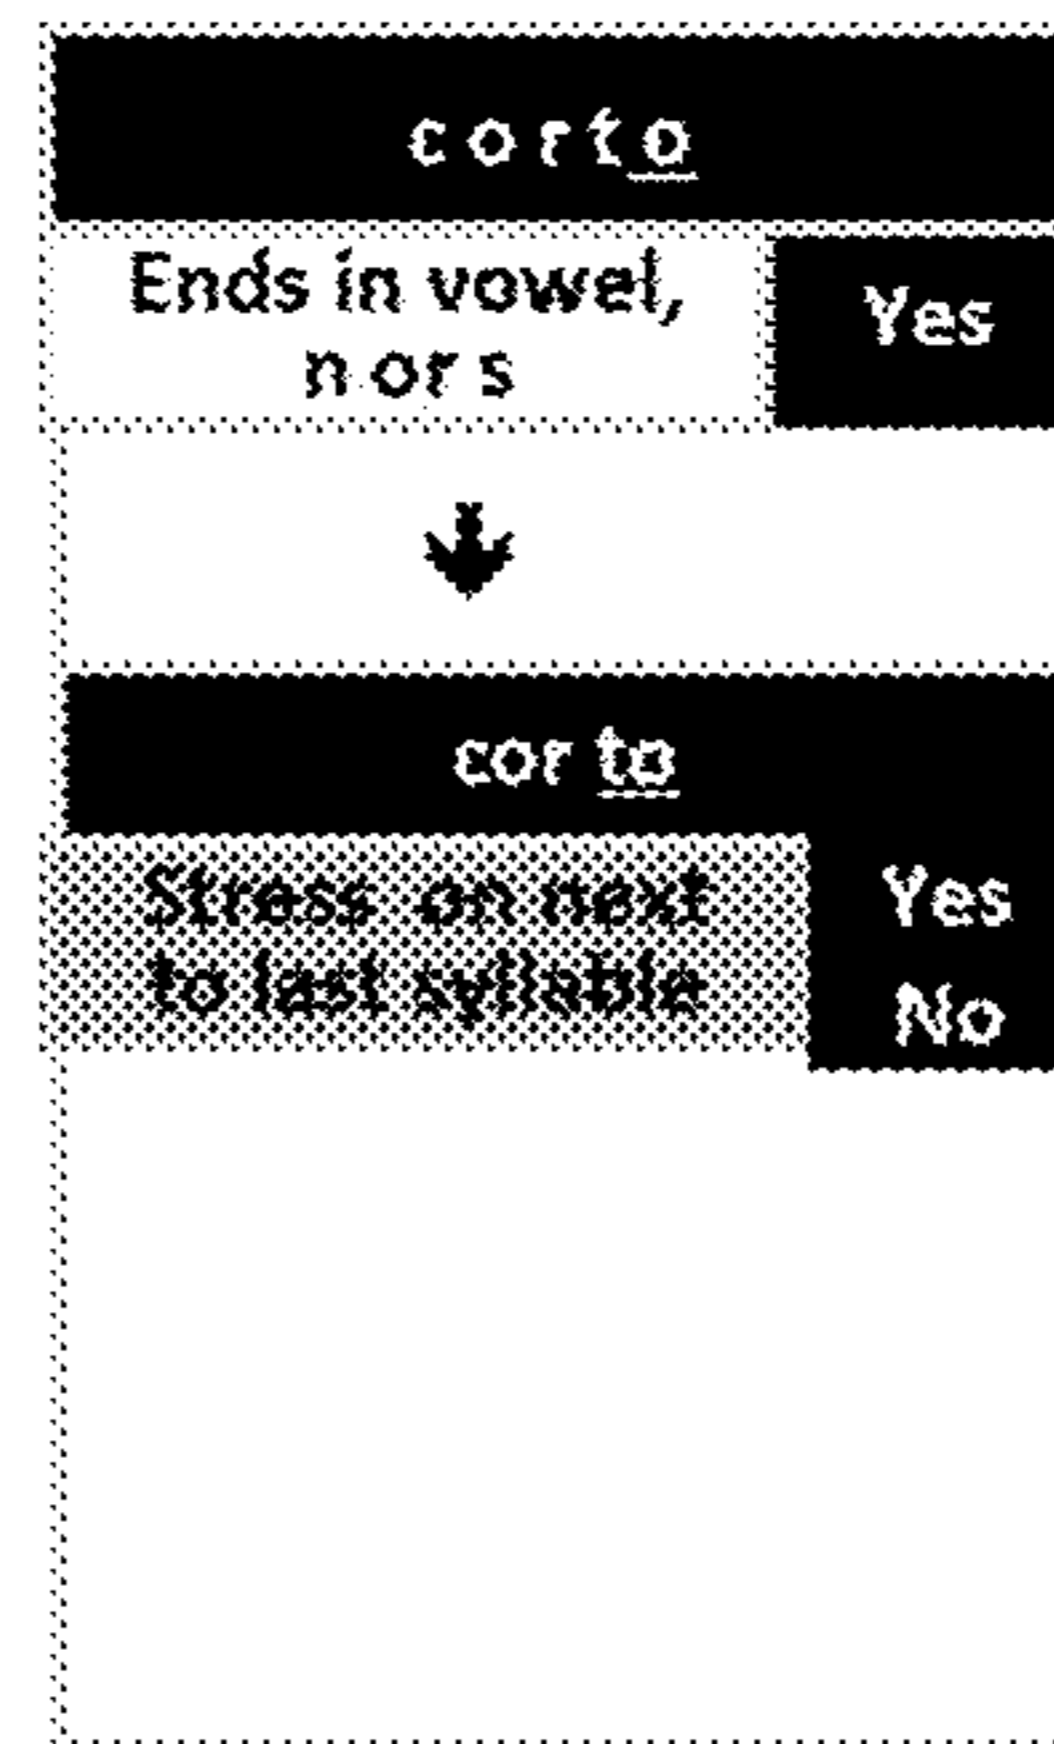 corto
Ends in vowel,
n or s
Yes
cor to
Stress on next
to last syllable
Yes
No